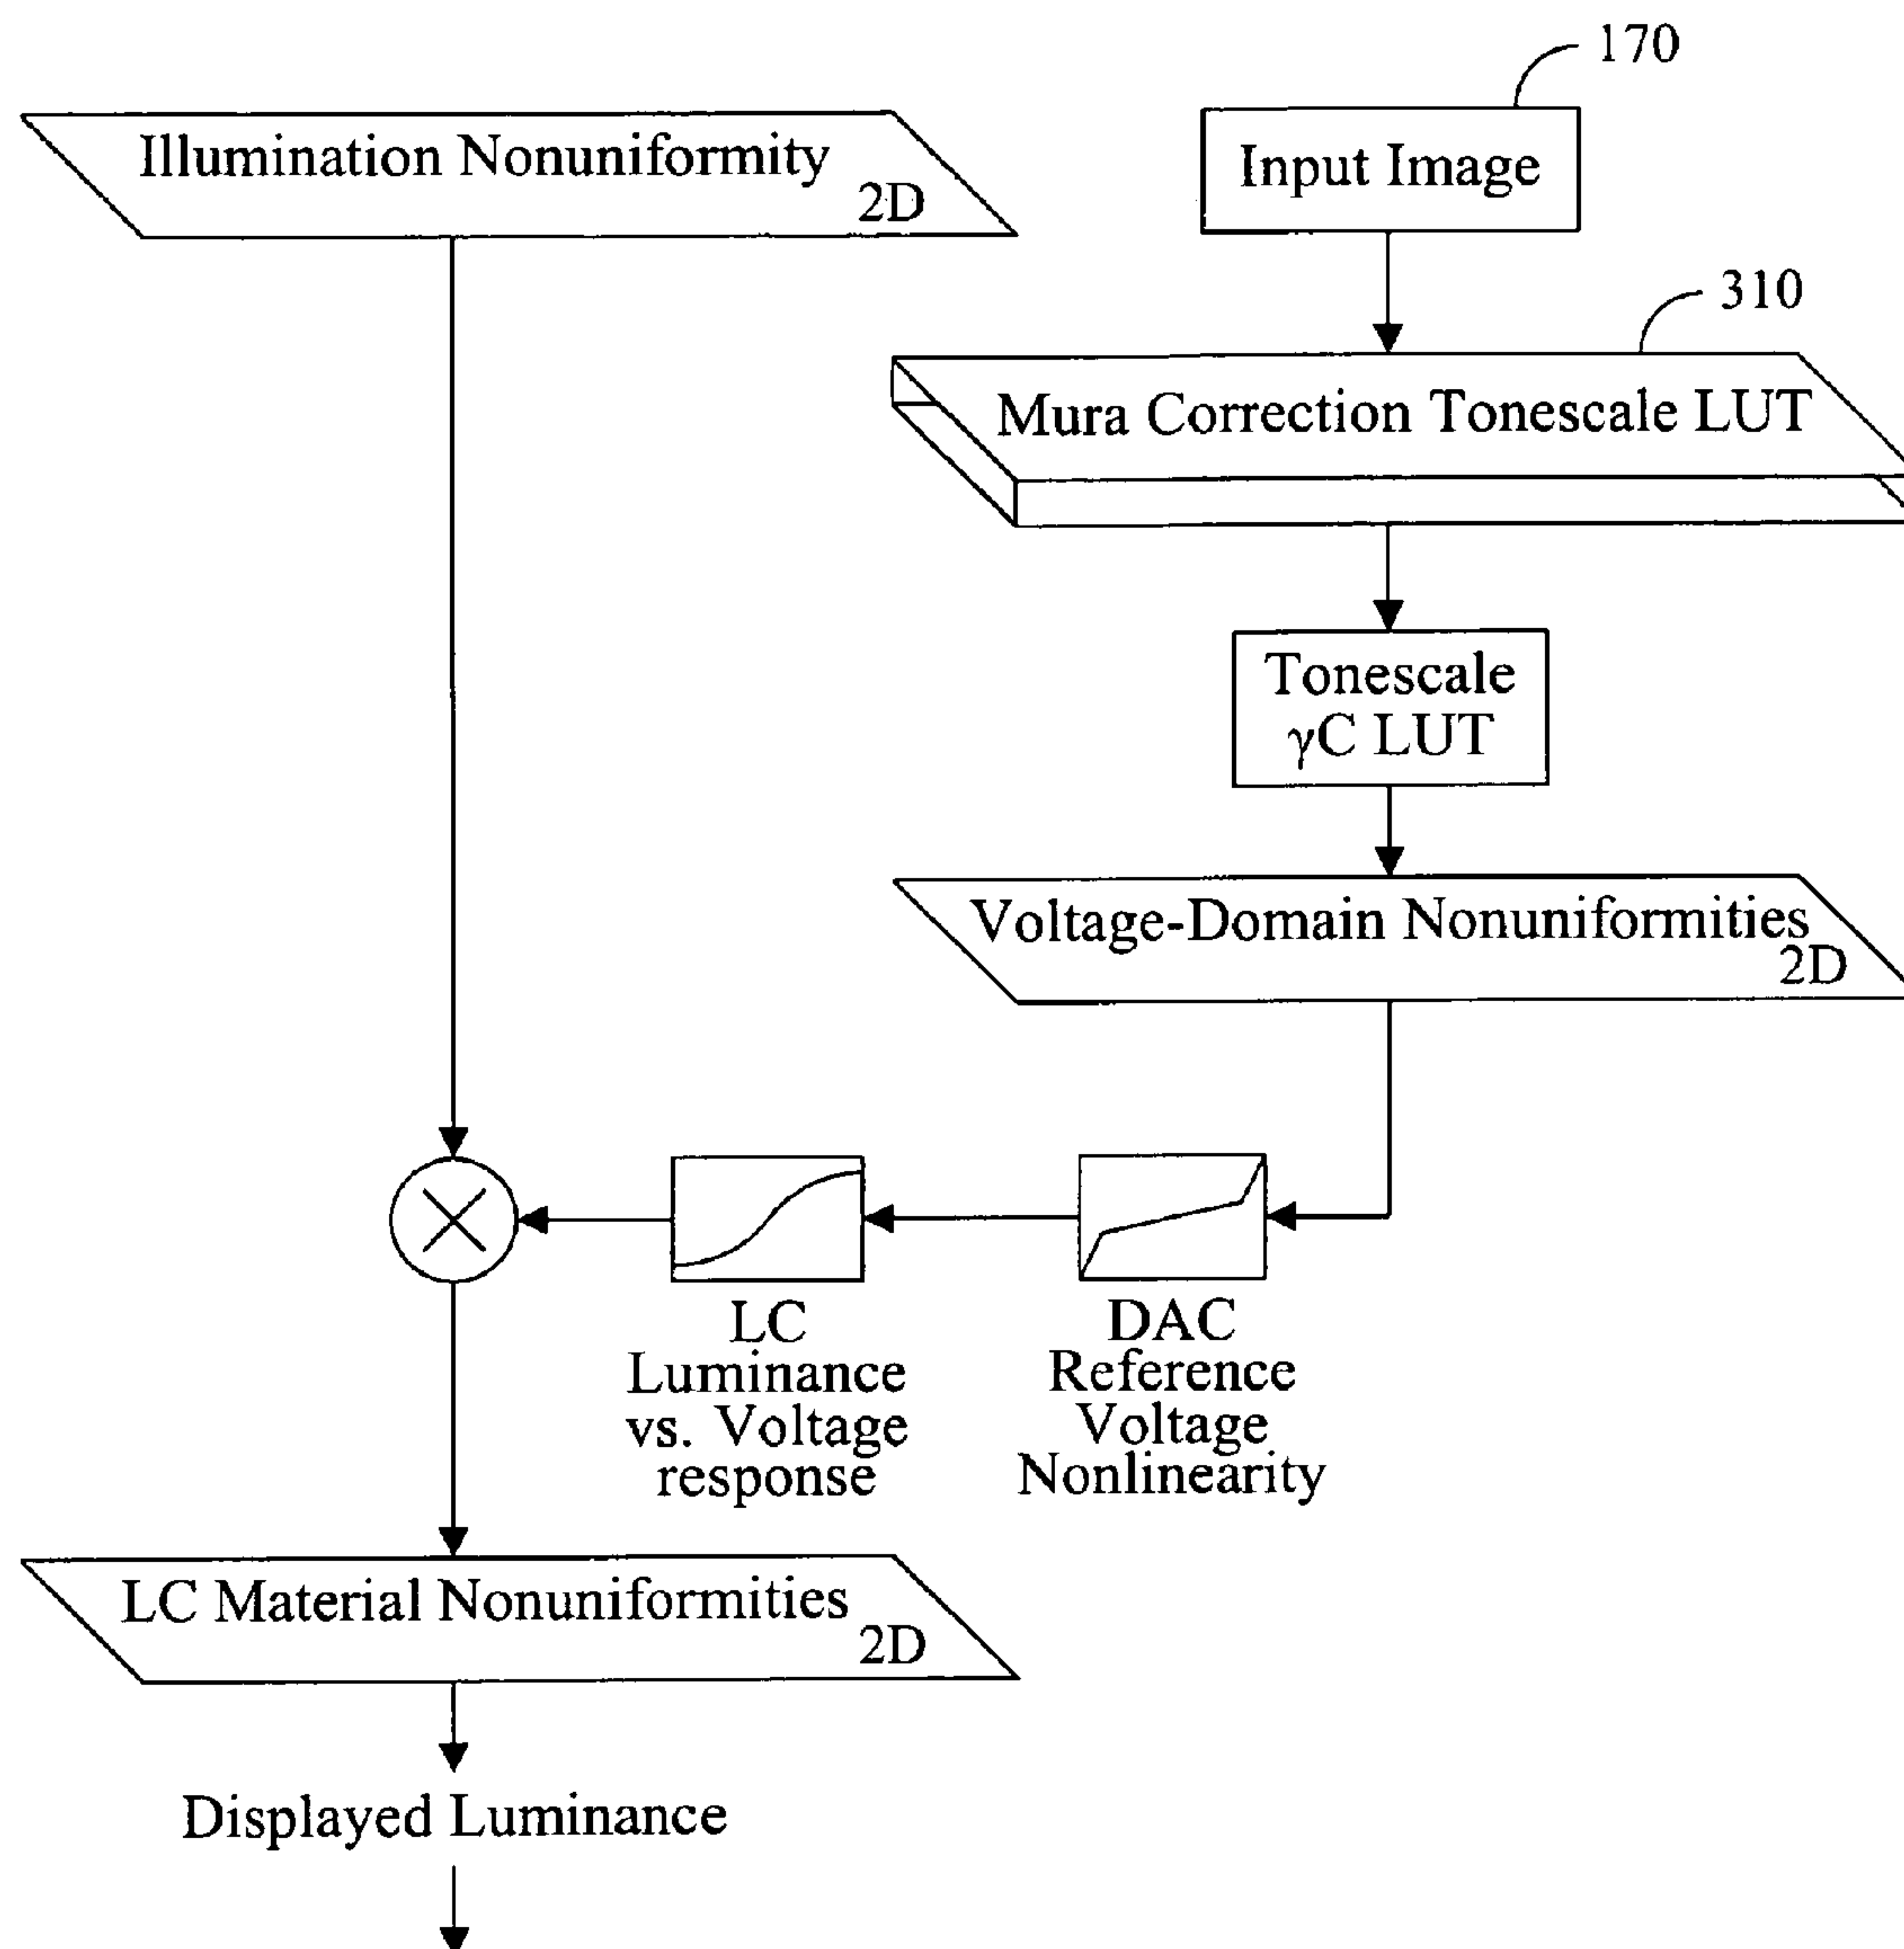 170
Illumination Nonuniformity
2D
Input Image
310
Mura Correction Tonescale LUT
Tonescale
γC LUT
Voltage-Domain Nonuniformities
2D
LC
Luminance
vs. Voltage
response
DAC
Reference
Voltage
Nonlinearity
LC Material Nonuniformities
2D
Displayed Luminance